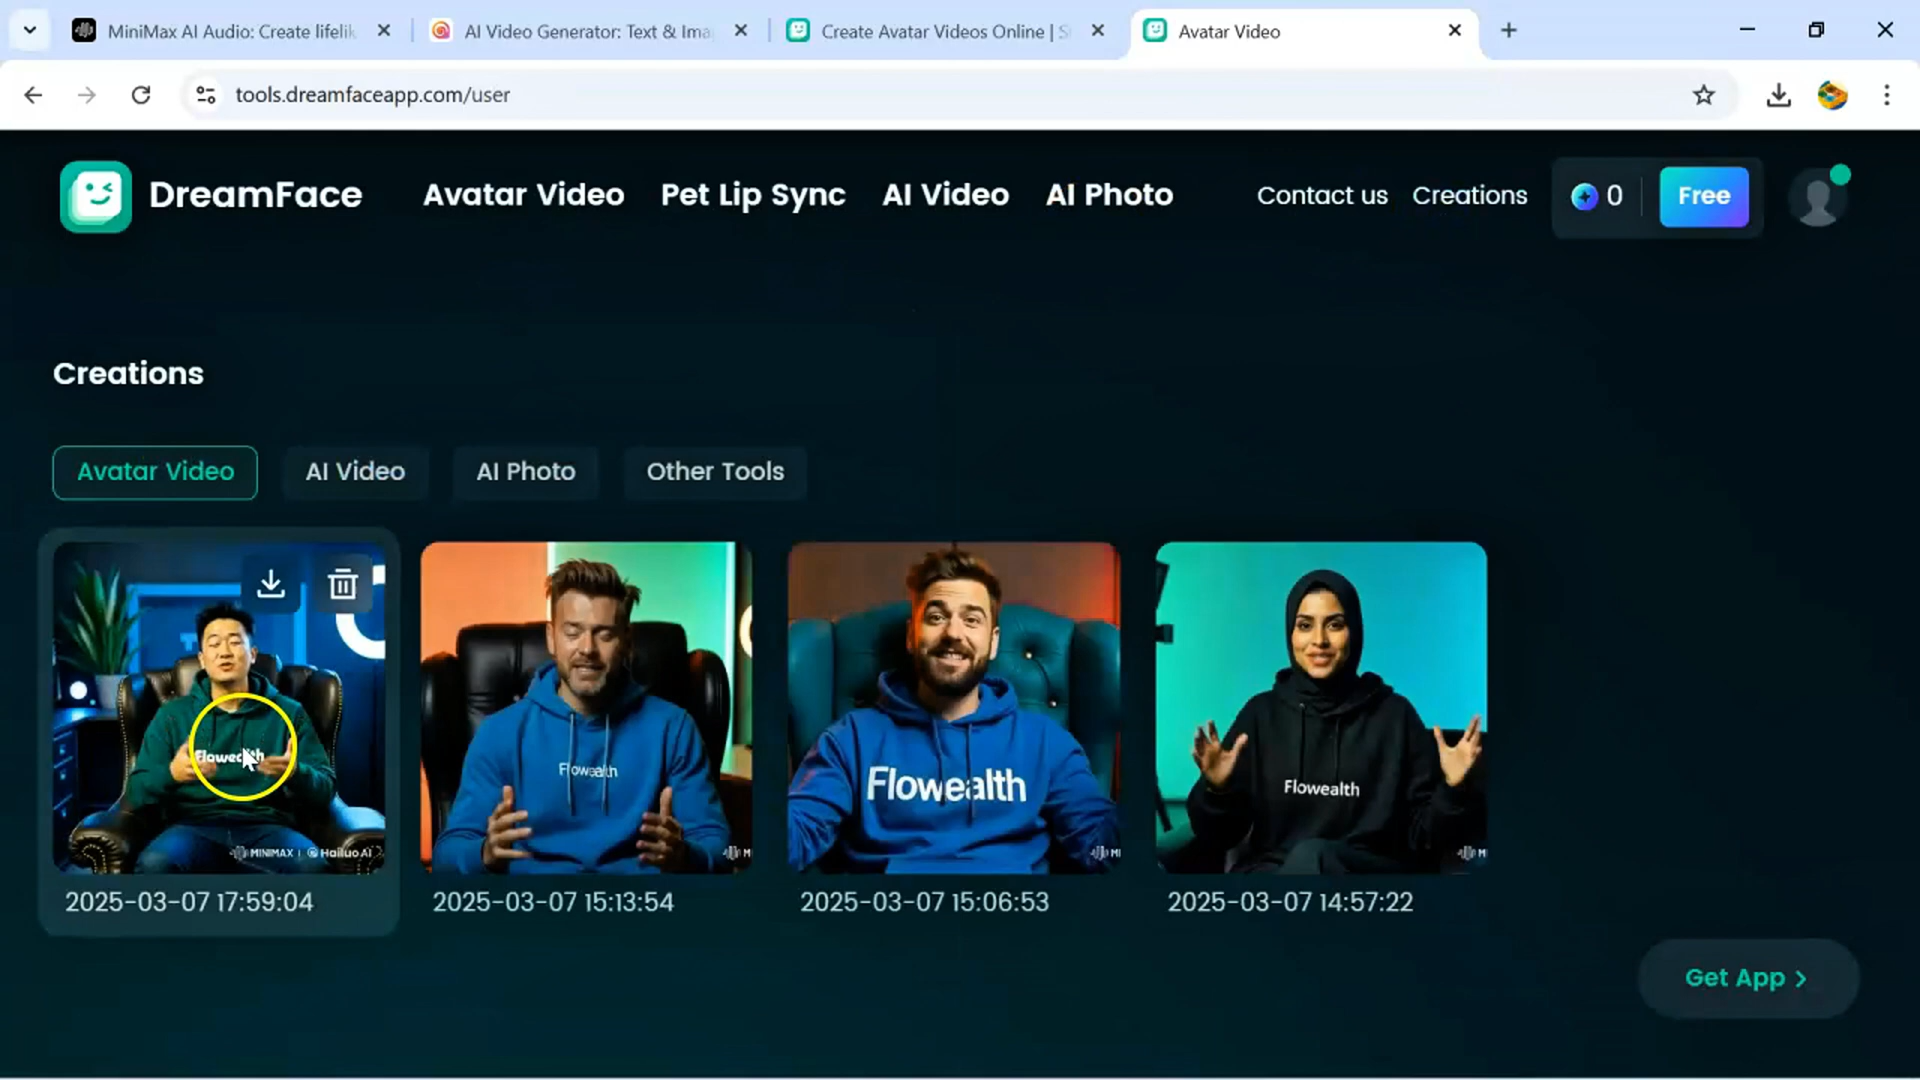 MiniMax AI Audio: Create lifelik
AI Video Generator: Text & Ima
Create Avatar Videos Online | S
Avatar Video
tools.dreamfaceapp.com/user
DreamFace
Avatar Video
Pet Lip Sync
AI Video
AI Photo
Contact us
Creations
0
Free
Creations
Avatar Video
AI Video
AI Photo
Other Tools
Flowealth
Flowealth
Flowealth
Flowealth
MINIMAX | Hailuo AI
M
MI
M
2025-03-07 17:59:04
2025-03-07 15:13:54
2025-03-07 15:06:53
2025-03-07 14:57:22
Get App >